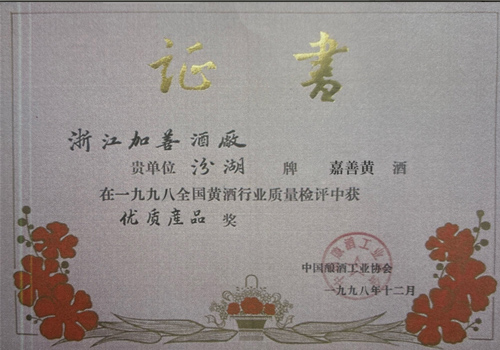 证 书
浙江加善酒厰
贵单位 汾湖 牌 嘉善黄 酒
在一九九八全国黄酒行业质量检评中获
优质産品 奖
中国酿酒工业协会
一九九八年十二月